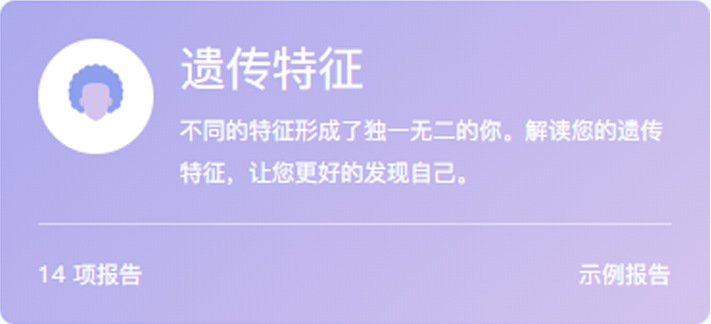 遗传特征
不同的特征形成了独一无二的你。解读您的遗传
特征，让您更好的发现自己。
14 项报告
示例报告